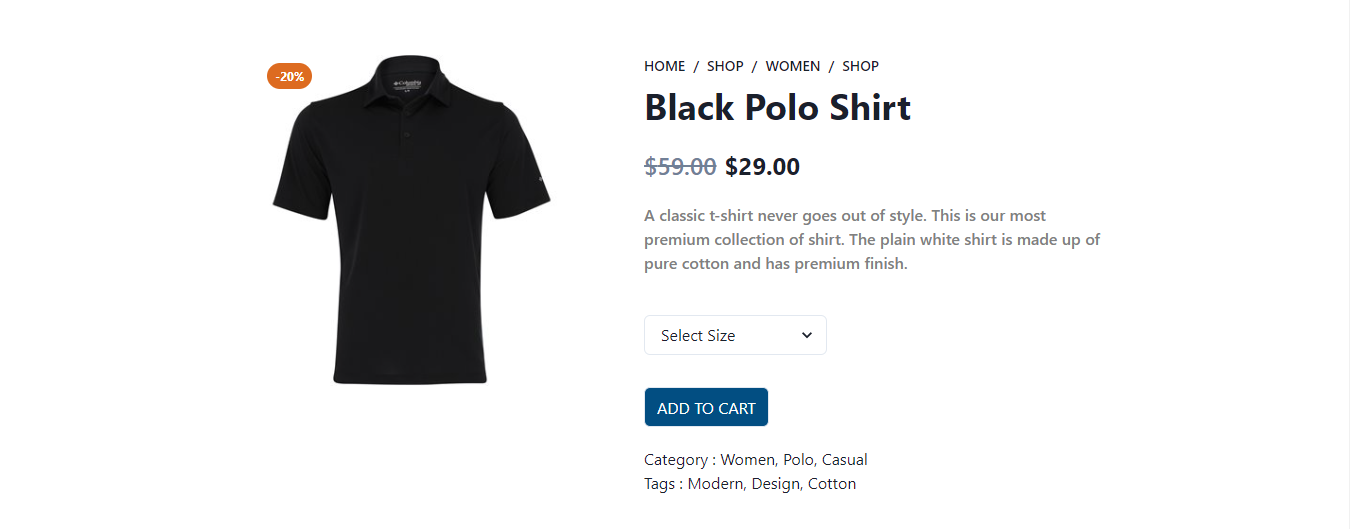 -20%
Columbia
HOME / SHOP / WOMEN / SHOP
Black Polo Shirt
$59.00 $29.00
A classic t-shirt never goes out of style. This is our most
premium collection of shirt. The plain white shirt is made up of
pure cotton and has premium finish.
Select Size
ADD TO CART
Category : Women, Polo, Casual
Tags : Modern, Design, Cotton